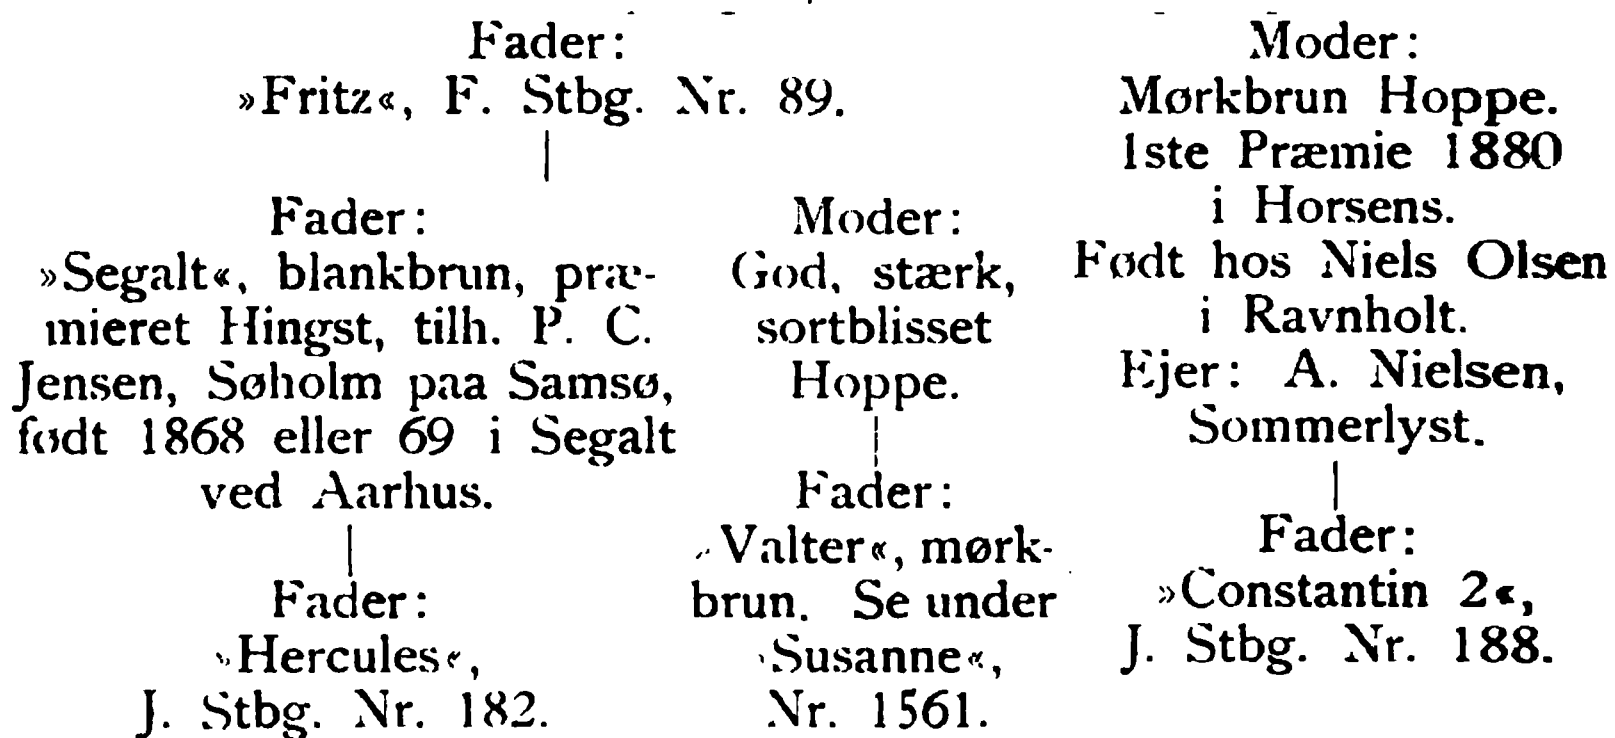 Fader:
»Fritz«, F. Stbg. Nr. 89.
Fader:
»Segalt«, blankbrun, præ-
mieret Hingst, tilh. P. C.
Jensen, Søholm paa Samsø,
født 1868 eller 69 i Segalt
ved Aarhus.
Fader:
»Hercules«,
J. Stbg. Nr. 182.
Moder:
God, stærk,
sortblisset
Hoppe.
Fader:
»Valter«, mørk-
brun. Se under
»Susanne«,
Nr. 1561.
Moder:
Mørkbrun Hoppe.
1ste Præmie 1880
i Horsens.
Født hos Niels Olsen
i Ravnholt.
Ejer: A. Nielsen,
Sommerlyst.
Fader:
»Constantin 2«,
J. Stbg. Nr. 188.